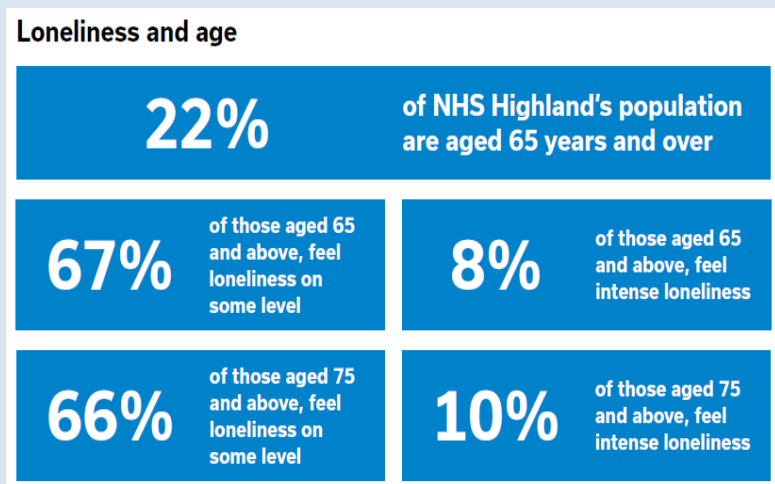 Loneliness and age
22%
of NHS Highland's population
are aged 65 years and over
67%
of those aged 65
and above, feel
loneliness on
some level
8%
of those aged 65
and above, feel
intense loneliness
66%
of those aged 75
and above, feel
loneliness on
some level
10%
of those aged 75
and above, feel
intense loneliness